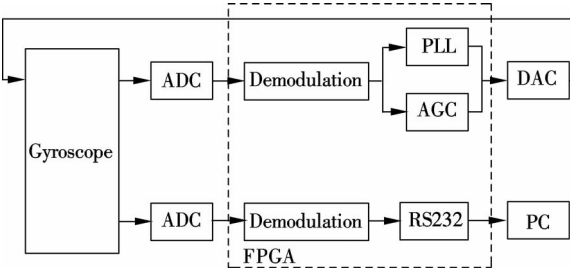 PLL
ADC
Demodulation
DAC
AGC
Gyroscope
ADC
Demodulation
RS232
PC
FPGA